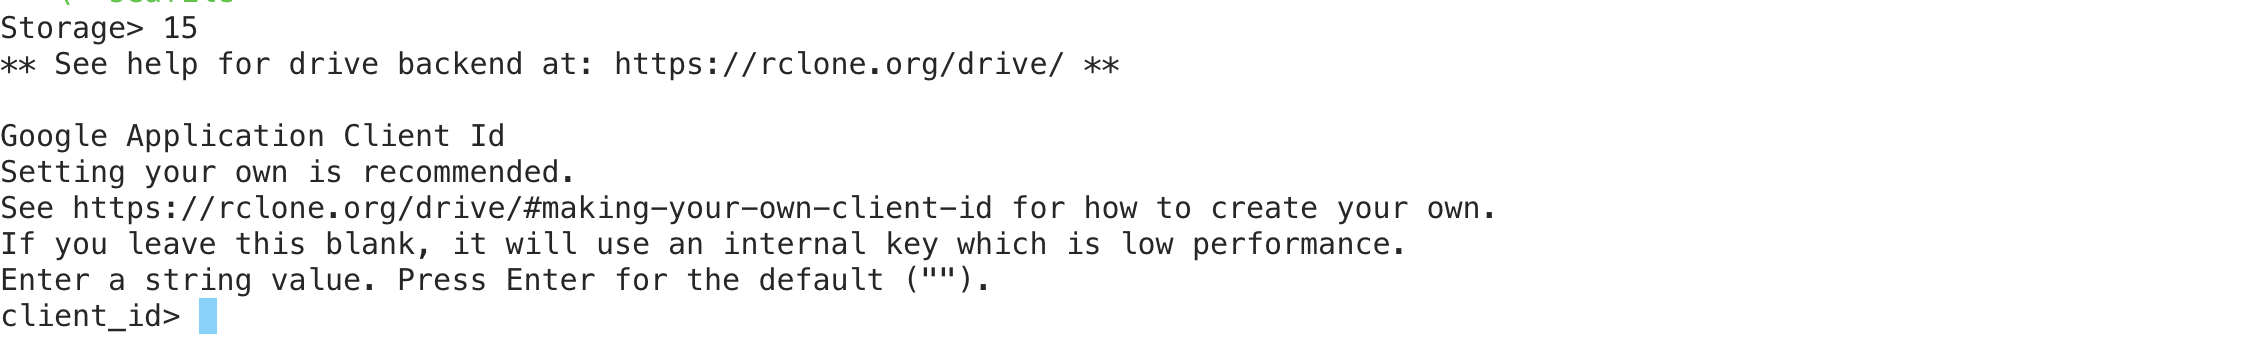 Storage> 15
** See help for drive backend at: https://rclone.org/drive/ **
Google Application Client Id
Setting your own is recommended.
See https://rclone.org/drive/#making-your-own-client-id for how to create your own.
If you leave this blank, it will use an internal key which is low performance.
Enter a string value. Press Enter for the default ("").
client_id>